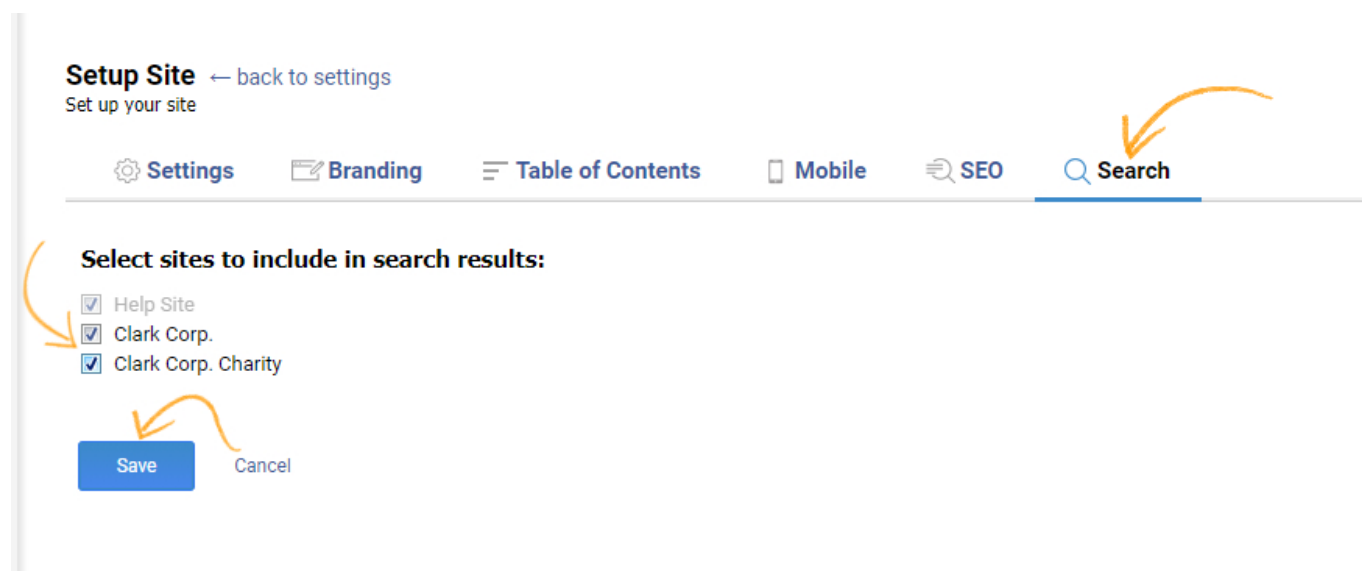 Setup Site ← back to settings
Set up your site
Settings Branding Table of Contents Mobile SEO Search
Select sites to include in search results:
Help Site
Clark Corp.
Clark Corp. Charity
Save Cancel